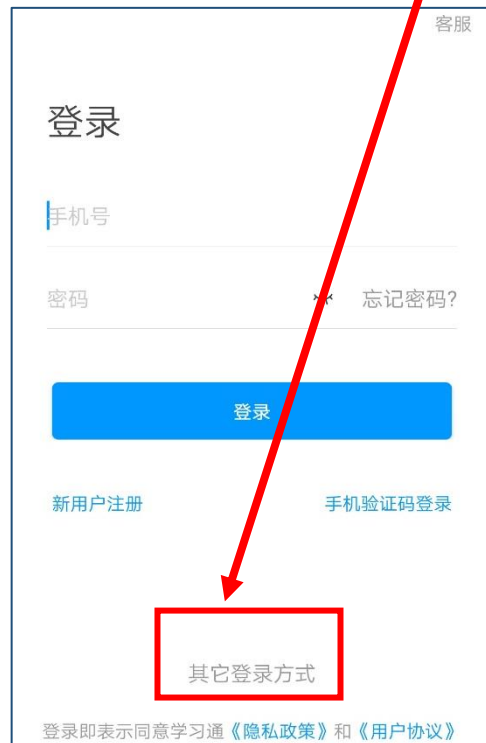 客服
登录
手机号
密码 忘记密码?
登录
新用户注册 手机验证码登录
其它登录方式
登录即表示同意学习通《隐私政策》和《用户协议》